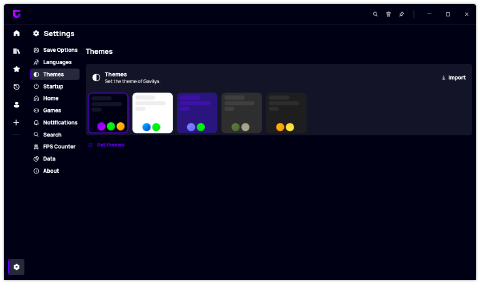 Settings
Save Options
Languages
Themes
Startup
Home
Games
Notifications
Search
FPS Counter
Data
About
Themes
Themes
Set the theme of Savilya
Import
Get themes